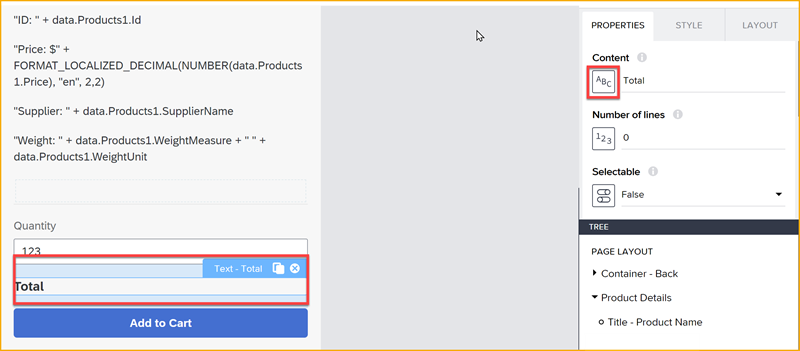 "ID: " + data.Products1.Id
"Price: $" +
FORMAT_LOCALIZED_DECIMAL(NUMBER(data.Products
1.Price), "en", 2,2)
"Supplier: " + data.Products1.SupplierName
"Weight: " + data.Products1.WeightMeasure + " " +
data.Products1.WeightUnit
Quantity
123
Text - Total
Total
Add to Cart
PROPERTIES STYLE LAYOUT
Content
ABC Total
Number of lines
123 0
Selectable
False
TREE
PAGE LAYOUT
Container - Back
Product Details
Title - Product Name